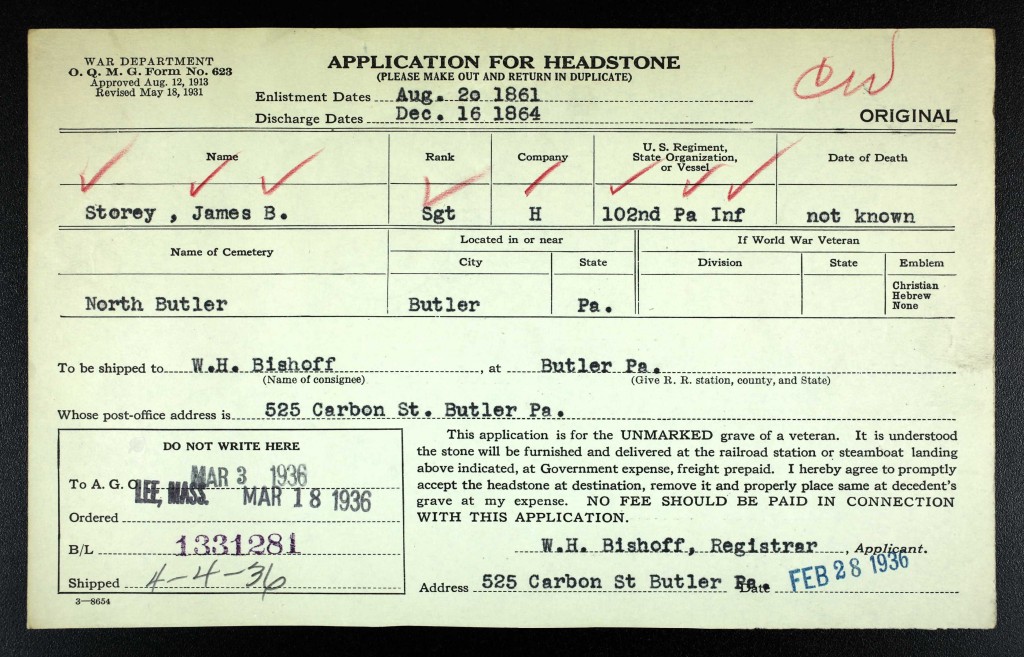 WAR DEPARTMENT
O. Q. M. G. Form No. 623
Approved Aug. 12, 1913
Revised May 18, 1931
APPLICATION FOR HEADSTONE
(PLEASE MAKE OUT AND RETURN IN DUPLICATE)
Enlistment Dates Aug. 20 1861
Discharge Dates Dec. 16 1864
CW
ORIGINAL
Name Rank Company U. S. Regiment, State Organization, or Vessel Date of Death
Storey , James B. Sgt H 102nd Pa Inf not known
Name of Cemetery Located in or near If World War Veteran
City State Division State Emblem
Christian
Hebrew
None
North Butler Butler Pa.
To be shipped to W.H. Bishoff , at Butler Pa.
(Name of consignee) (Give R. R. station, county, and State)
Whose post-office address is 525 Carbon St. Butler Pa.
DO NOT WRITE HERE
To A. G. O. MAR 3 1936
LEE, MASS. MAR 18 1936
Ordered
B/L 1331281
Shipped 4-4-36
3—8654
This application is for the UNMARKED grave of a veteran. It is understood
the stone will be furnished and delivered at the railroad station or steamboat landing
above indicated, at Government expense, freight prepaid. I hereby agree to promptly
accept the headstone at destination, remove it and properly place same at decedent's
grave at my expense. NO FEE SHOULD BE PAID IN CONNECTION
WITH THIS APPLICATION.
W.H. Bishoff, Registrar , Applicant.
Address 525 Carbon St Butler Pa. Date FEB 28 1936